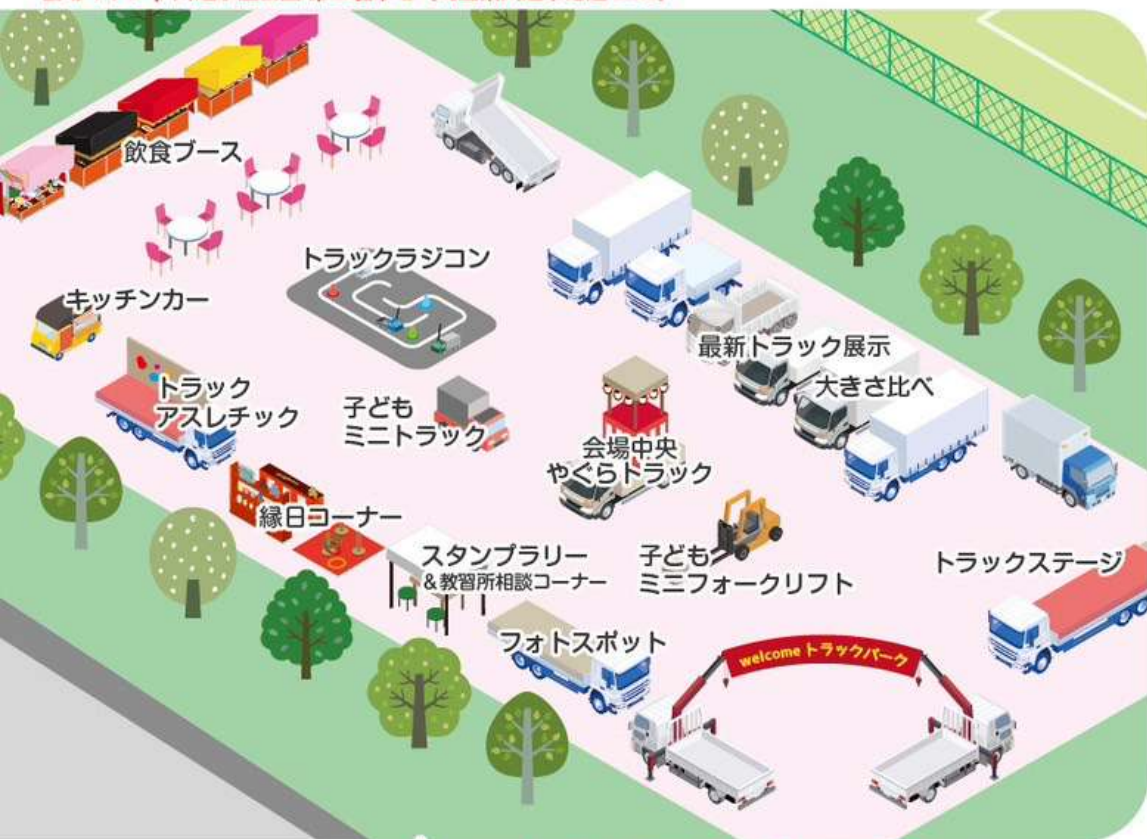 飲食ブース
トラックラジコン
キッチンカー
最新トラック展示
大きさ比べ
トラック
アスレチック
子ども
ミニトラック
会場中央
やぐらトラック
縁日コーナー
スタンプラリー
&教習所相談コーナー
子ども
ミニフォークリフト
トラックステージ
フォトスポット
welcome トラックパーク